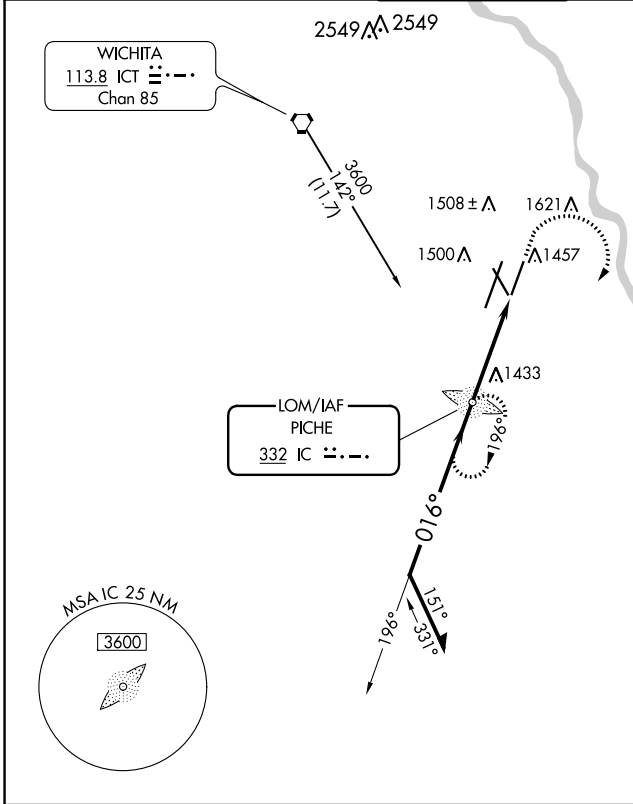 2549 2549
WICHITA
113.8 ICT
Chan 85
3600
142°
(11.7)
1508 ± 1621
1500 1457
1433
LOM/IAF
PICHE
332 IC
196°
016°
151°
331°
196°
MSA IC 25 NM
3600